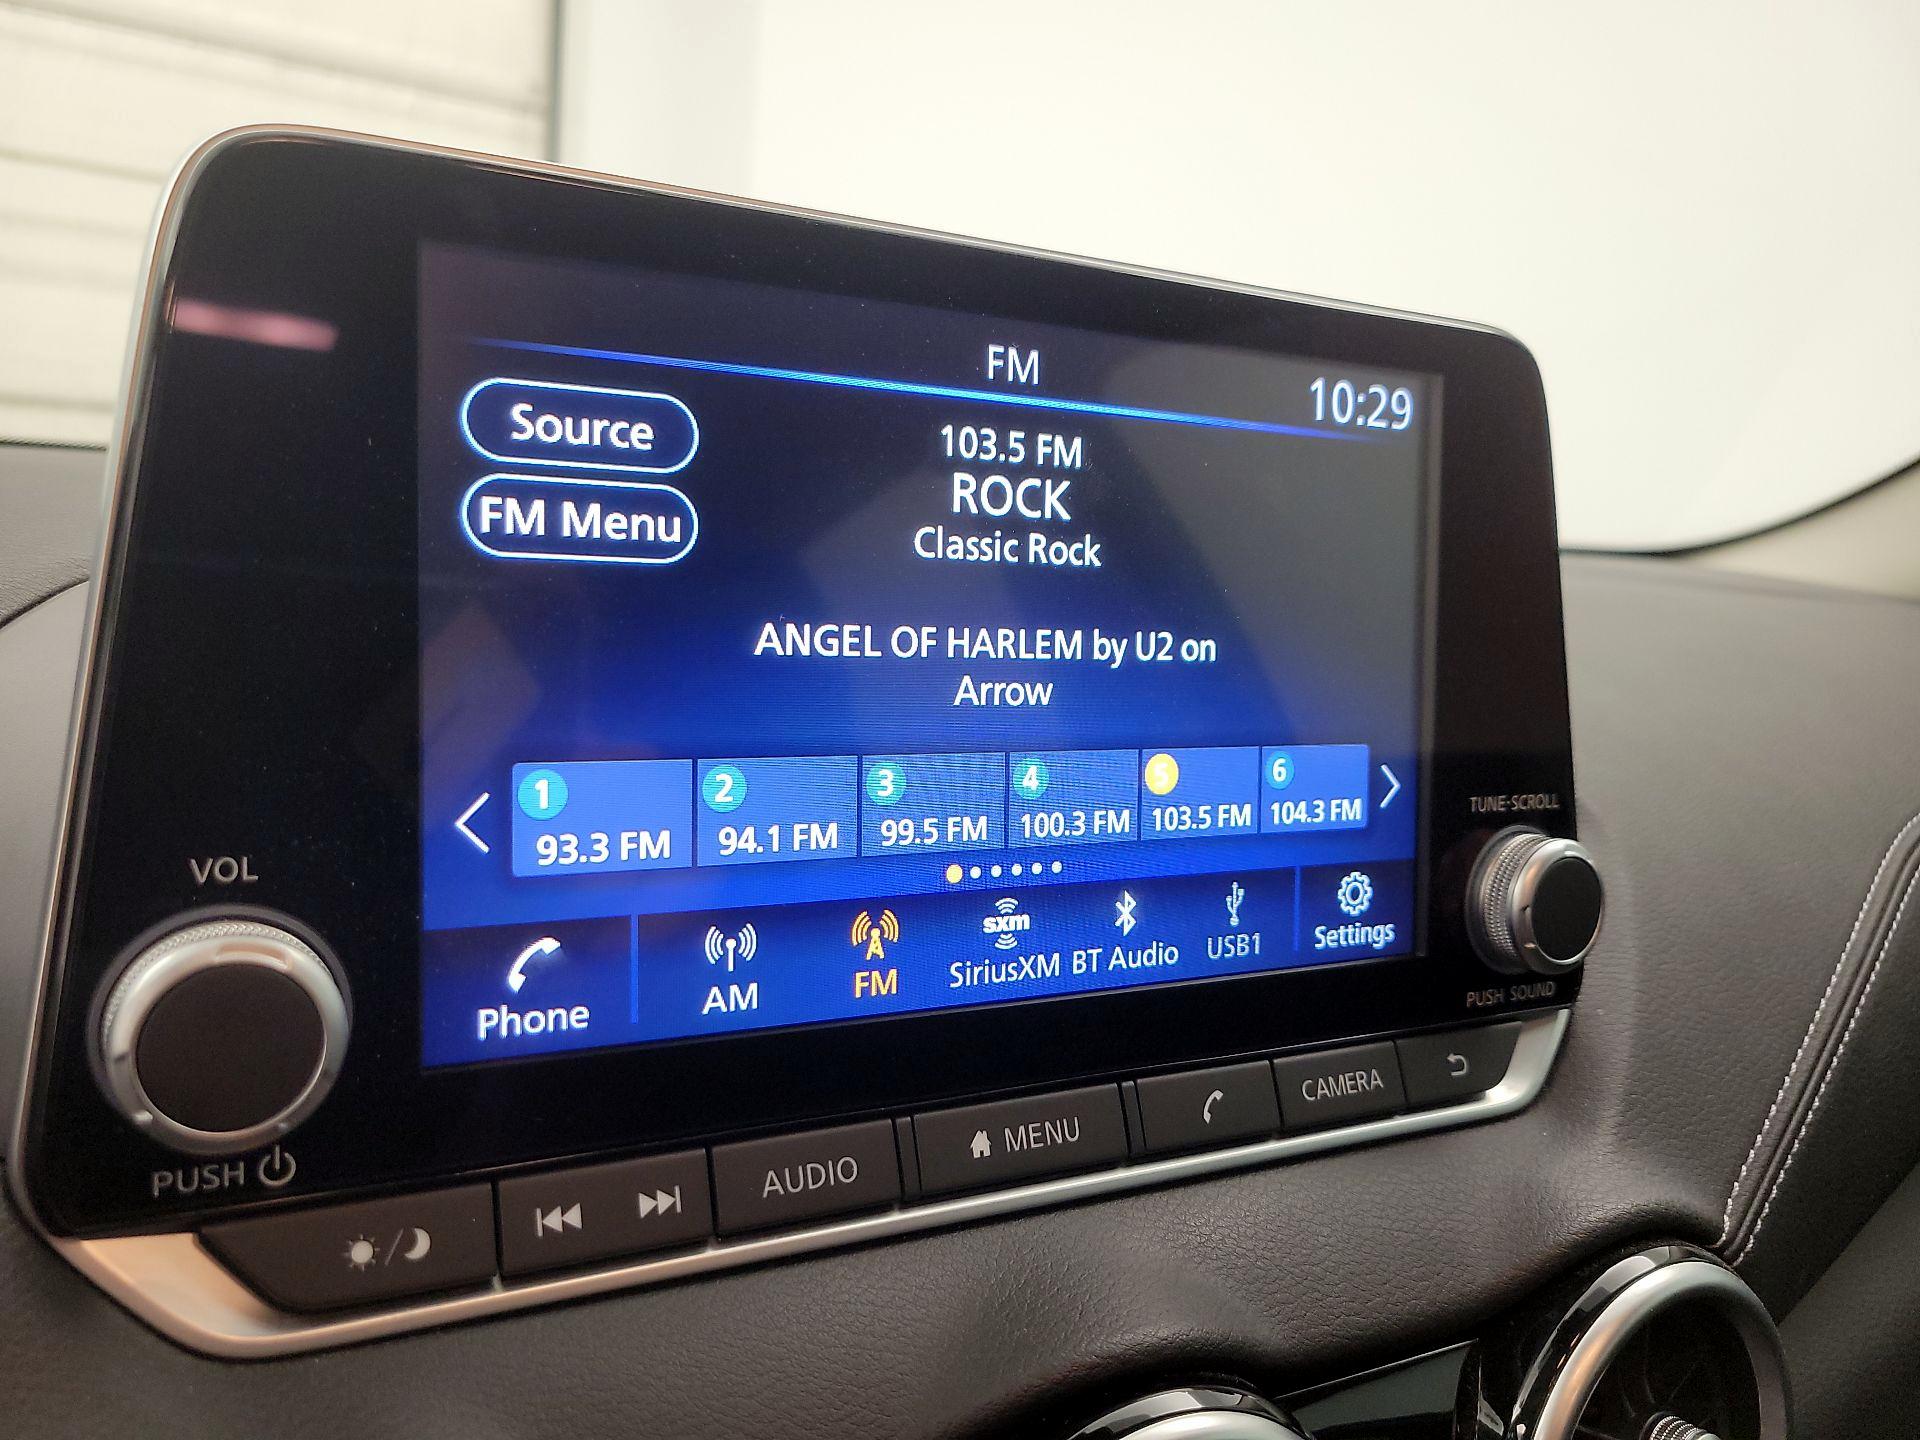 FM
10:29
Source
FM Menu
103.5 FM
ROCK
Classic Rock
ANGEL OF HARLEM by U2 on
Arrow
1 2 3 4 5 6
93.3 FM 94.1 FM 99.5 FM 100.3 FM 103.5 FM 104.3 FM
Phone
AM
FM
sxm
SiriusXM
BT Audio
USB1
Settings
VOL
PUSH
TUNE·SCROLL
PUSH SOUND
AUDIO
MENU
CAMERA